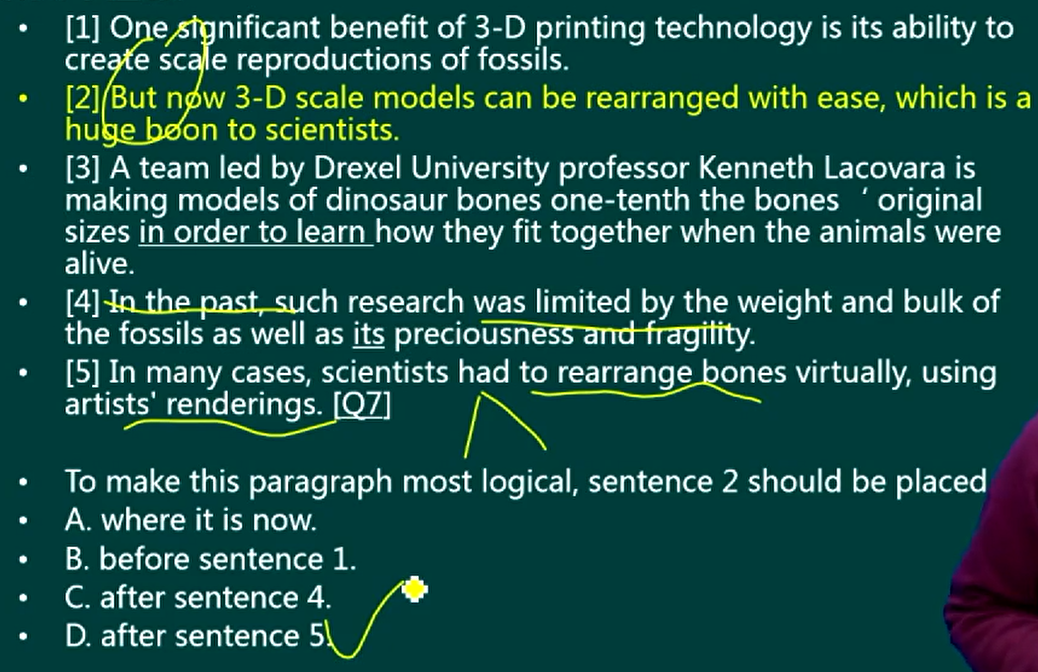 • [1] One significant benefit of 3-D printing technology is its ability to
create scale reproductions of fossils.
• [2] But now 3-D scale models can be rearranged with ease, which is a
huge boon to scientists.
• [3] A team led by Drexel University professor Kenneth Lacovara is
making models of dinosaur bones one-tenth the bones ‘ original
sizes in order to learn how they fit together when the animals were
alive.
• [4] In the past, such research was limited by the weight and bulk of
the fossils as well as its preciousness and fragility.
• [5] In many cases, scientists had to rearrange bones virtually, using
artists' renderings. [Q7]
• To make this paragraph most logical, sentence 2 should be placed
• A. where it is now.
• B. before sentence 1.
• C. after sentence 4.
• D. after sentence 5.